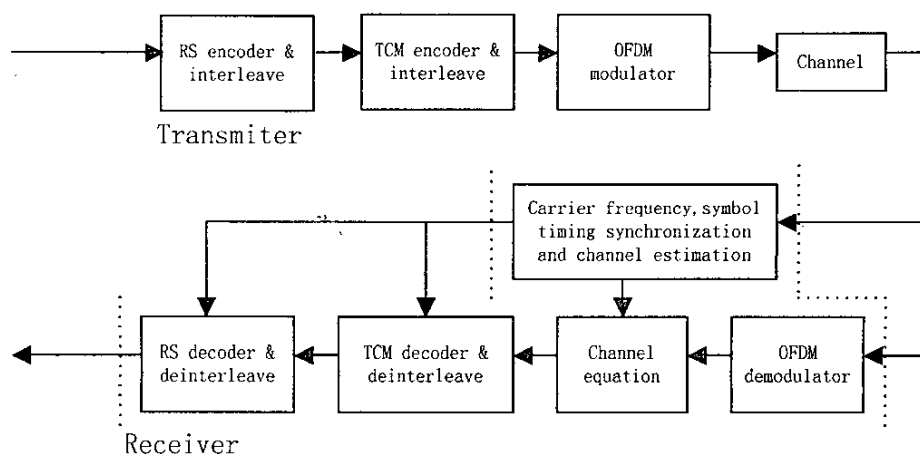 RS encoder &
interleave
TCM encoder &
interleave
OFDM
modulator
Channel
Transmiter
Carrier frequency, symbol
timing synchronization
and channel estimation
RS decoder &
deinterleave
TCM decoder &
deinterleave
Channel
equation
OFDM
demodulator
Receiver